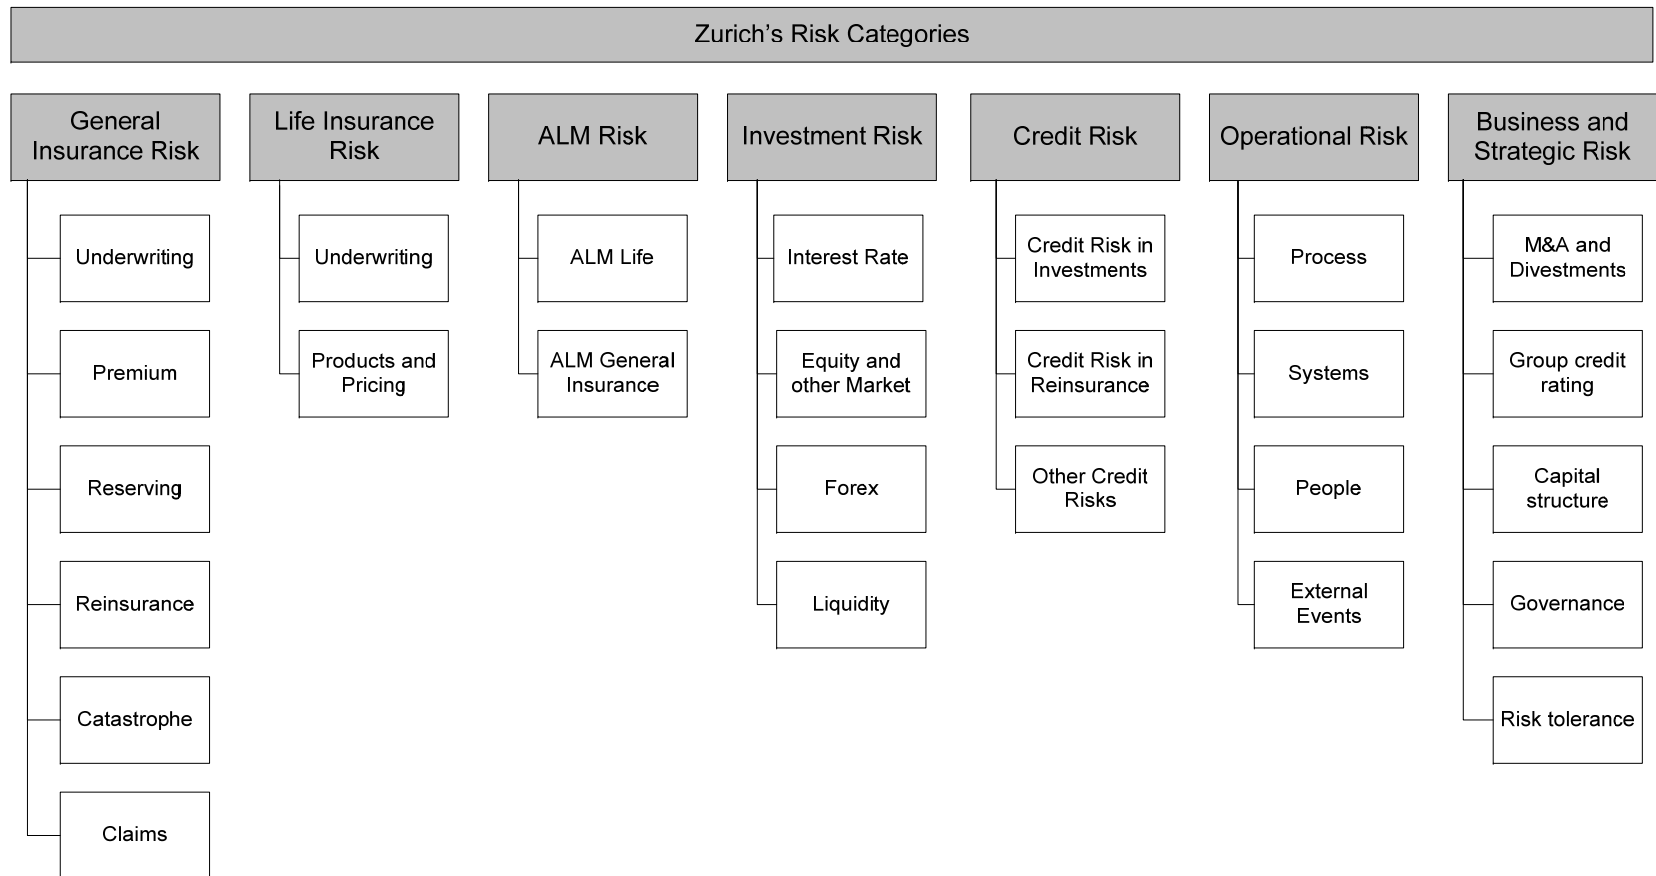 Zurich's Risk Categories
General
Insurance Risk
Underwriting
Premium
Reserving
Reinsurance
Catastrophe
Claims
Life Insurance
Risk
Underwriting
Products and
Pricing
ALM Risk
ALM Life
ALM General
Insurance
Investment Risk
Interest Rate
Equity and
other Market
Forex
Liquidity
Credit Risk
Credit Risk in
Investments
Credit Risk in
Reinsurance
Other Credit
Risks
Operational Risk
Process
Systems
People
External
Events
Business and
Strategic Risk
M&A and
Divestments
Group credit
rating
Capital
structure
Governance
Risk tolerance